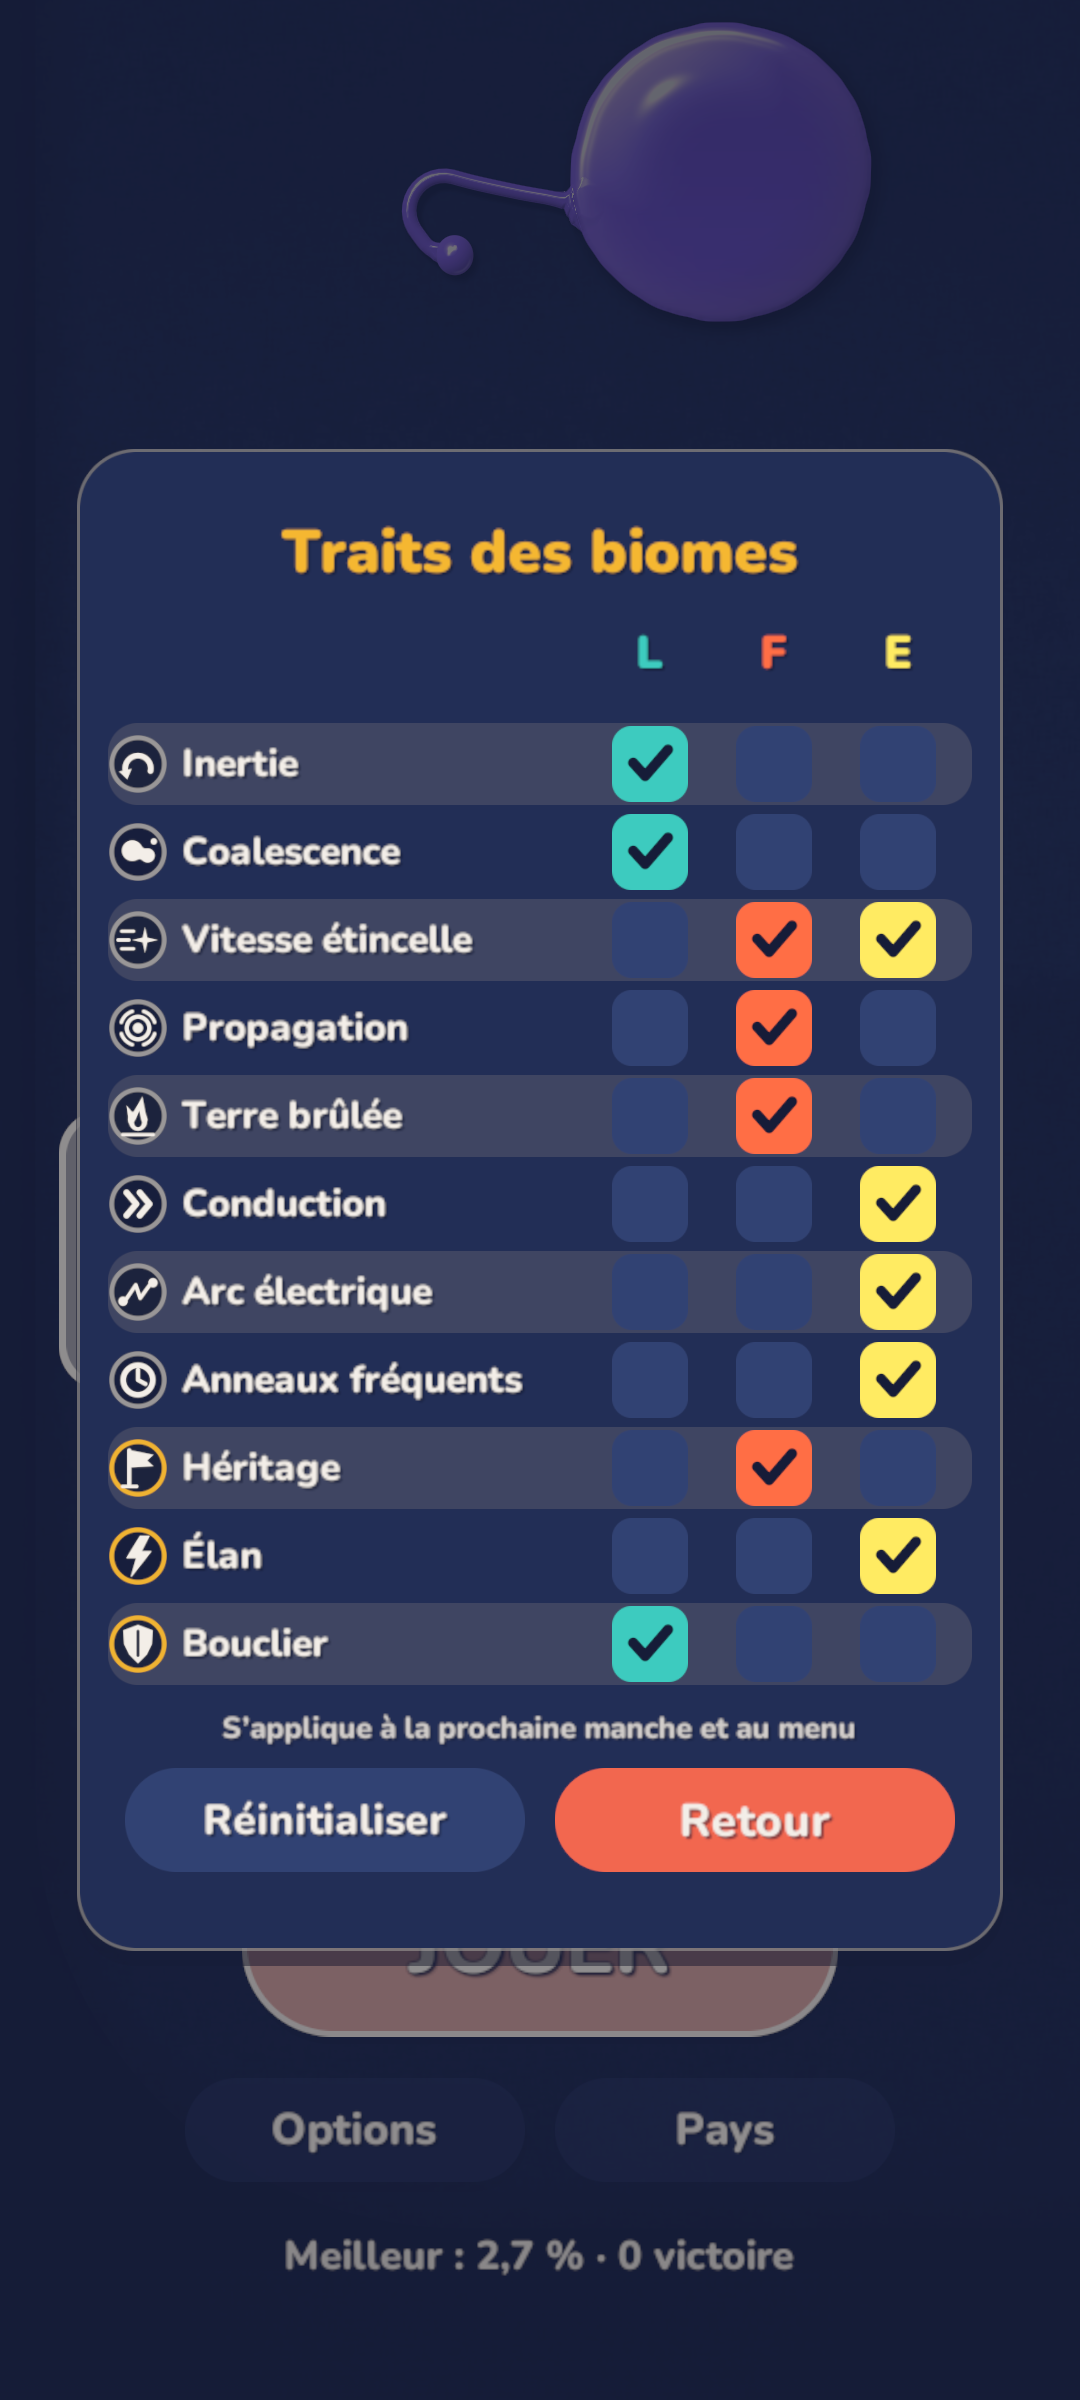 Traits des biomes
L F E
Inertie
Coalescence
Vitesse étincelle
Propagation
Terre brûlée
Conduction
Arc électrique
Anneaux fréquents
Héritage
Élan
Bouclier
S'applique à la prochaine manche et au menu
Réinitialiser Retour
JOUER
Options Pays
Meilleur : 2,7 % · 0 victoire